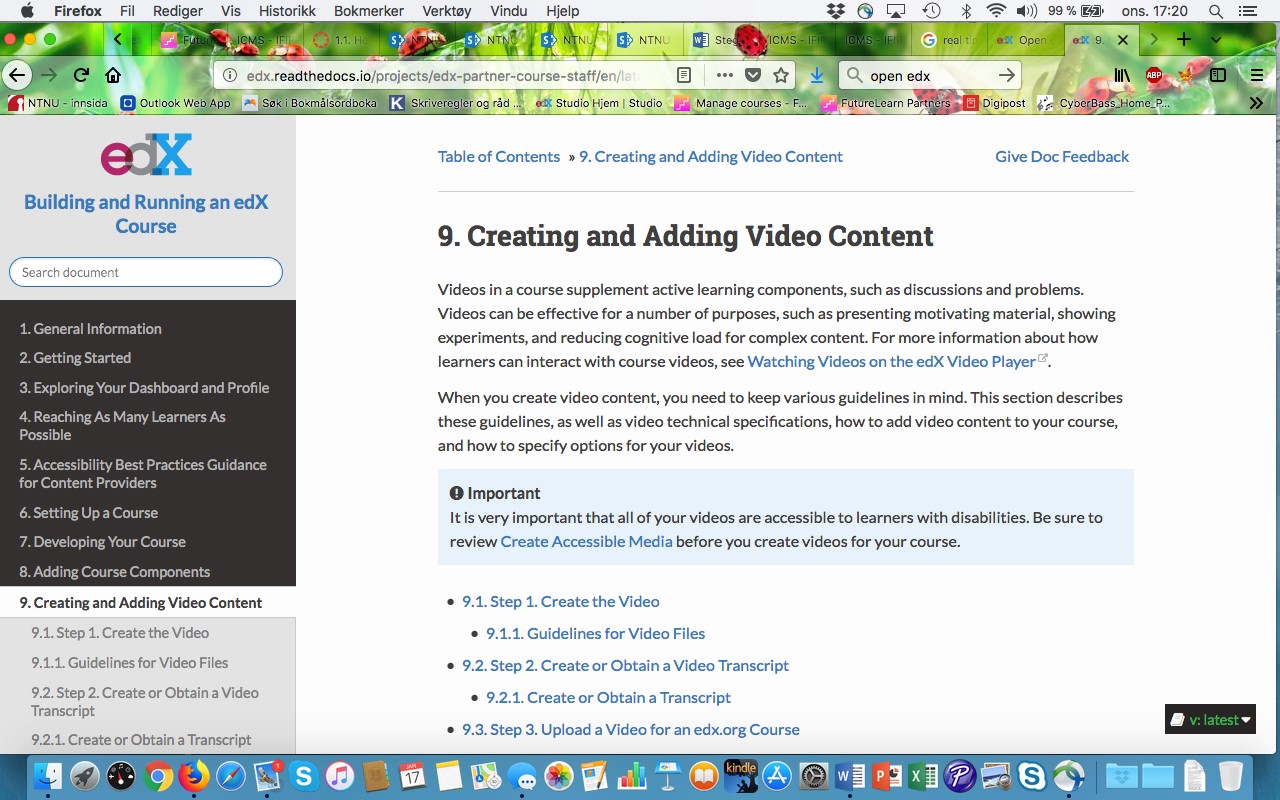 Firefox Fil Rediger Vis Historikk Bokmerker Verktøy Vindu Hjelp 99 % ons. 17:20
Futu ICMS - IFIP 1.1. He NTNU NTNU NTNU NTNU Steg ICMS - IFIP ICMS - IFIP real tin Open 9.
edx.readthedocs.io/projects/edx-partner-course-staff/en/lat open edx
NTNU - innsida Outlook Web App Søk i Bokmålsordboka Skriveregler og råd ... Studio Hjem | Studio Manage courses - F... FutureLearn Partners Digipost CyberBass_Home_P...
edX
Building and Running an edX
Course
Search document
1. General Information
2. Getting Started
3. Exploring Your Dashboard and Profile
4. Reaching As Many Learners As
Possible
5. Accessibility Best Practices Guidance
for Content Providers
6. Setting Up a Course
7. Developing Your Course
8. Adding Course Components
9. Creating and Adding Video Content
9.1. Step 1. Create the Video
9.1.1. Guidelines for Video Files
9.2. Step 2. Create or Obtain a Video
Transcript
9.2.1. Create or Obtain a Transcript
Table of Contents » 9. Creating and Adding Video Content Give Doc Feedback
9. Creating and Adding Video Content
Videos in a course supplement active learning components, such as discussions and problems.
Videos can be effective for a number of purposes, such as presenting motivating material, showing
experiments, and reducing cognitive load for complex content. For more information about how
learners can interact with course videos, see Watching Videos on the edX Video Player.
When you create video content, you need to keep various guidelines in mind. This section describes
these guidelines, as well as video technical specifications, how to add video content to your course,
and how to specify options for your videos.
Important
It is very important that all of your videos are accessible to learners with disabilities. Be sure to
review Create Accessible Media before you create videos for your course.
9.1. Step 1. Create the Video
9.1.1. Guidelines for Video Files
9.2. Step 2. Create or Obtain a Video Transcript
9.2.1. Create or Obtain a Transcript
9.3. Step 3. Upload a Video for an edx.org Course
v: latest
JAN
17
kindle